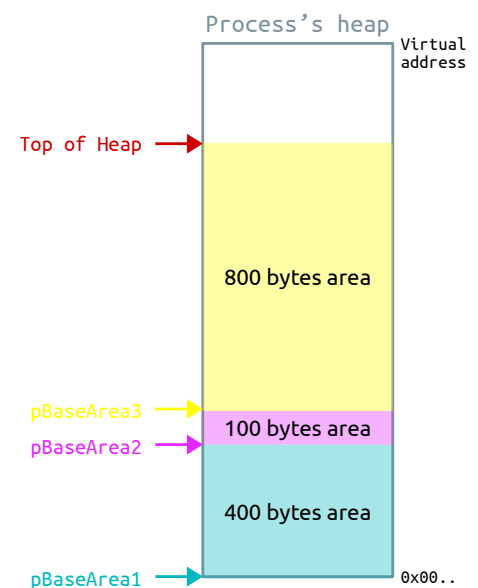 Process’s heap
Virtual
address
Top of Heap
800 bytes area
pBaseArea3
100 bytes area
pBaseArea2
400 bytes area
pBaseArea1
0x00..